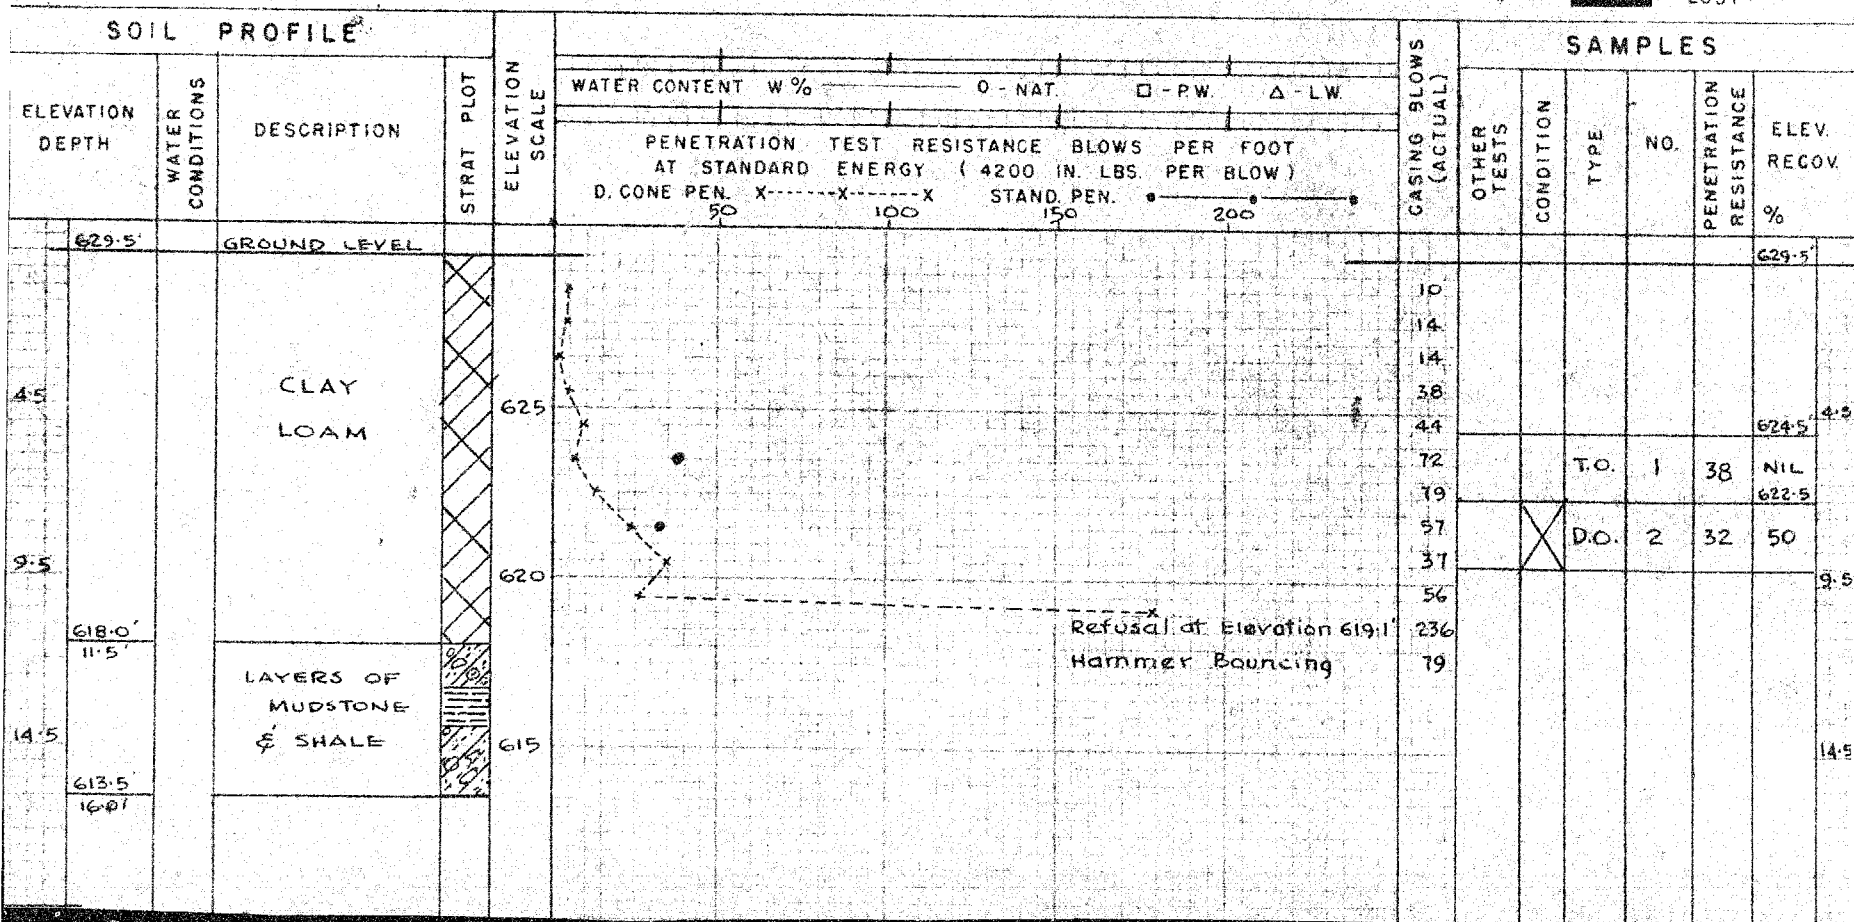 SOIL PROFILE
SAMPLES
ELEVATION
DEPTH
WATER
CONDITIONS
DESCRIPTION
STRAT PLOT
ELEVATION
SCALE
WATER CONTENT W% O - NAT. □ - P.W. △ - L.W.
PENETRATION TEST RESISTANCE BLOWS PER FOOT
AT STANDARD ENERGY ( 4200 IN. LBS. PER BLOW )
D. CONE PEN. X-------X-------X STAND. PEN.
50 100 150 200
CASING BLOWS
(ACTUAL)
OTHER
TESTS
CONDITION
TYPE
NO.
PENETRATION
RESISTANCE
ELEV.
RECOV.
%
629.5' GROUND LEVEL 629.5'
10
14
14
4.5 CLAY 38
625 4.5
LOAM 44 624.5'
72 T.O. 1 38 NIL
79 622.5
57 D.O. 2 32 50
9.5 37
620 9.5
56
618.0' Refusal at Elevation 619.1' 236
11.5' Hammer Bouncing 79
LAYERS OF
MUDSTONE
14.5 & SHALE 615 14.5
613.5'
16.0'